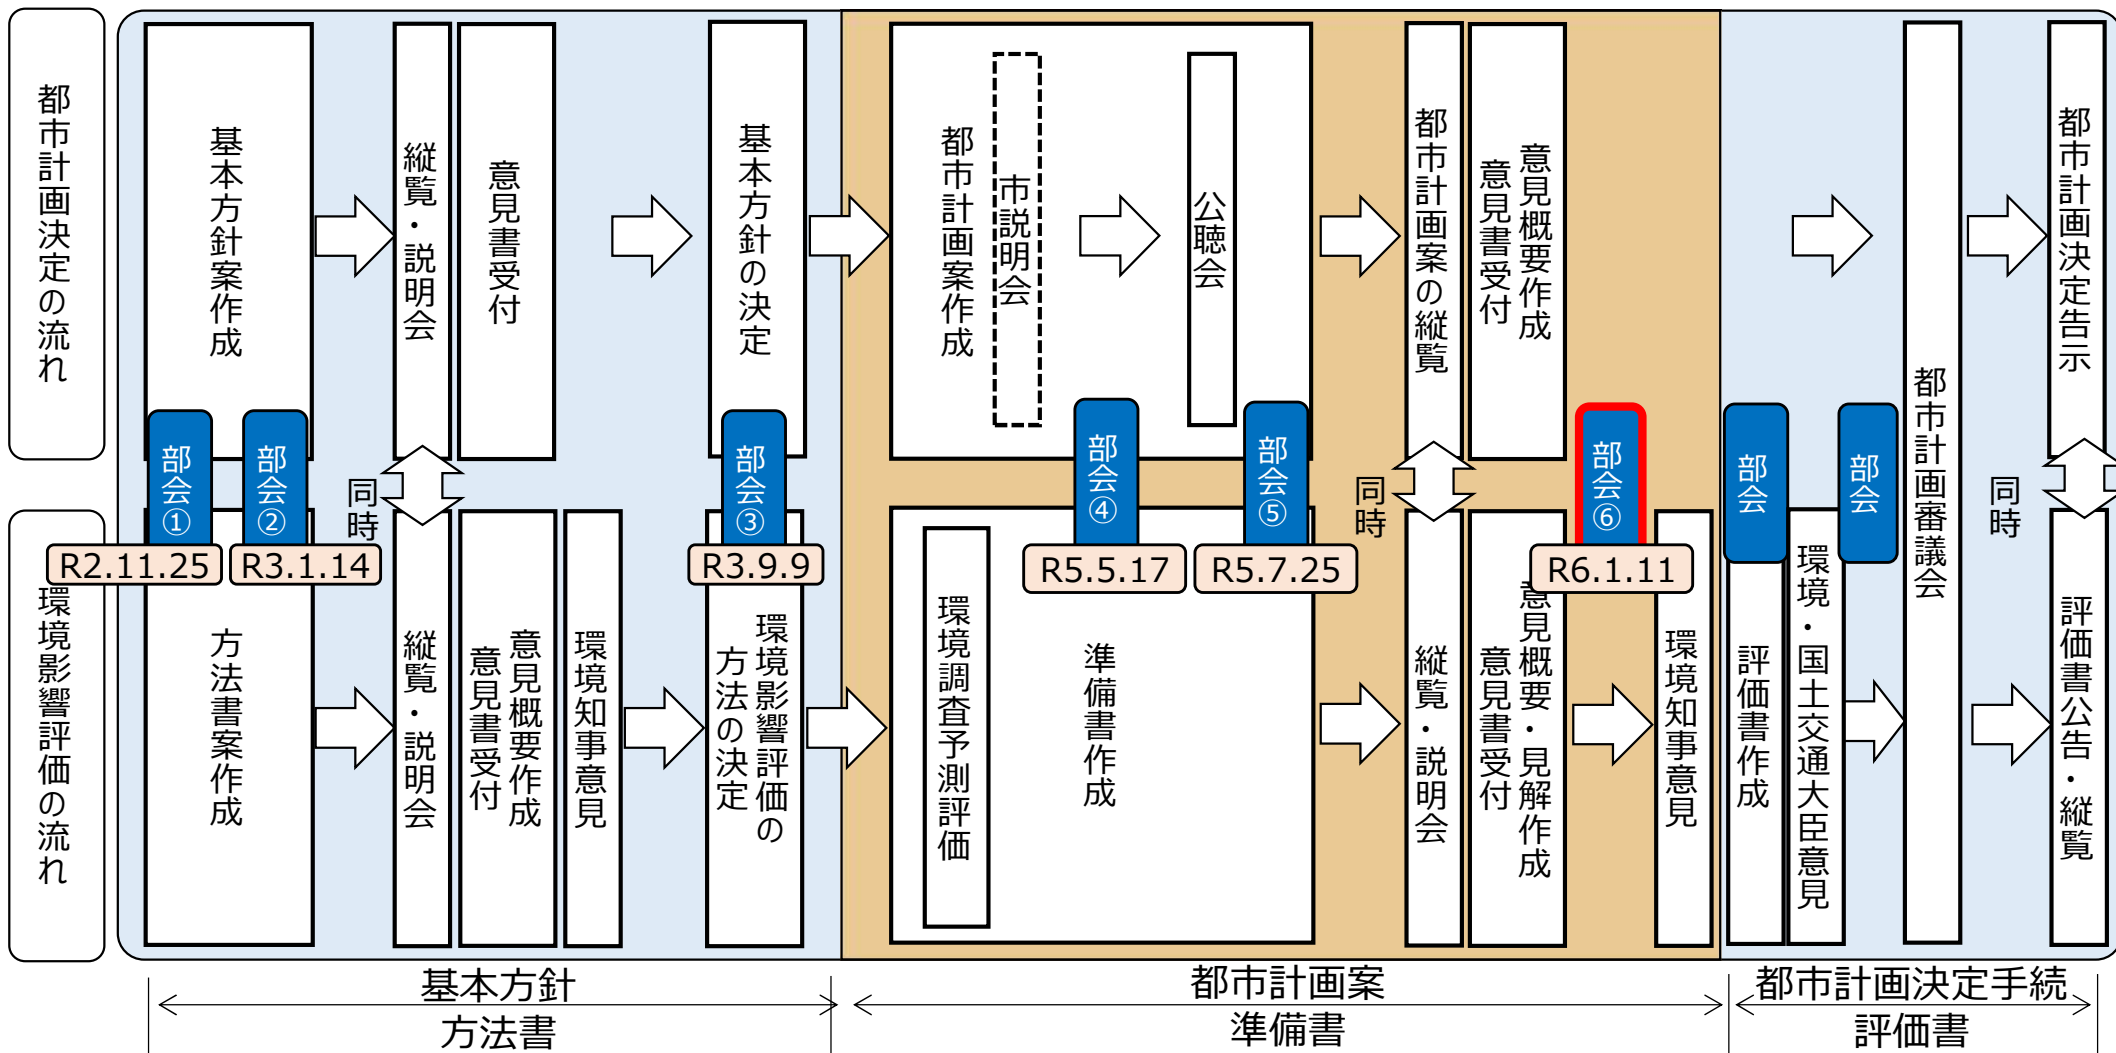 都市計画決定の流れ
基本方針案作成
縦覧・説明会
意見書受付
基本方針の決定
都市計画案作成
市説明会
公聴会
都市計画案の縦覧
意見概要作成
意見書受付
都市計画審議会
都市計画決定告示
部会①
R2.11.25
部会②
R3.1.14
同時
部会③
R3.9.9
部会④
R5.5.17
部会⑤
R5.7.25
同時
部会⑥
R6.1.11
部会
部会
同時
環境影響評価の流れ
方法書案作成
縦覧・説明会
意見概要作成
意見書受付
環境知事意見
環境影響評価の
方法の決定
環境調査予測評価
準備書作成
縦覧・説明会
意見概要・見解作成
意見書受付
環境知事意見
評価書作成
環境・国土交通大臣意見
評価書公告・縦覧
基本方針
方法書
都市計画案
準備書
都市計画決定手続
評価書